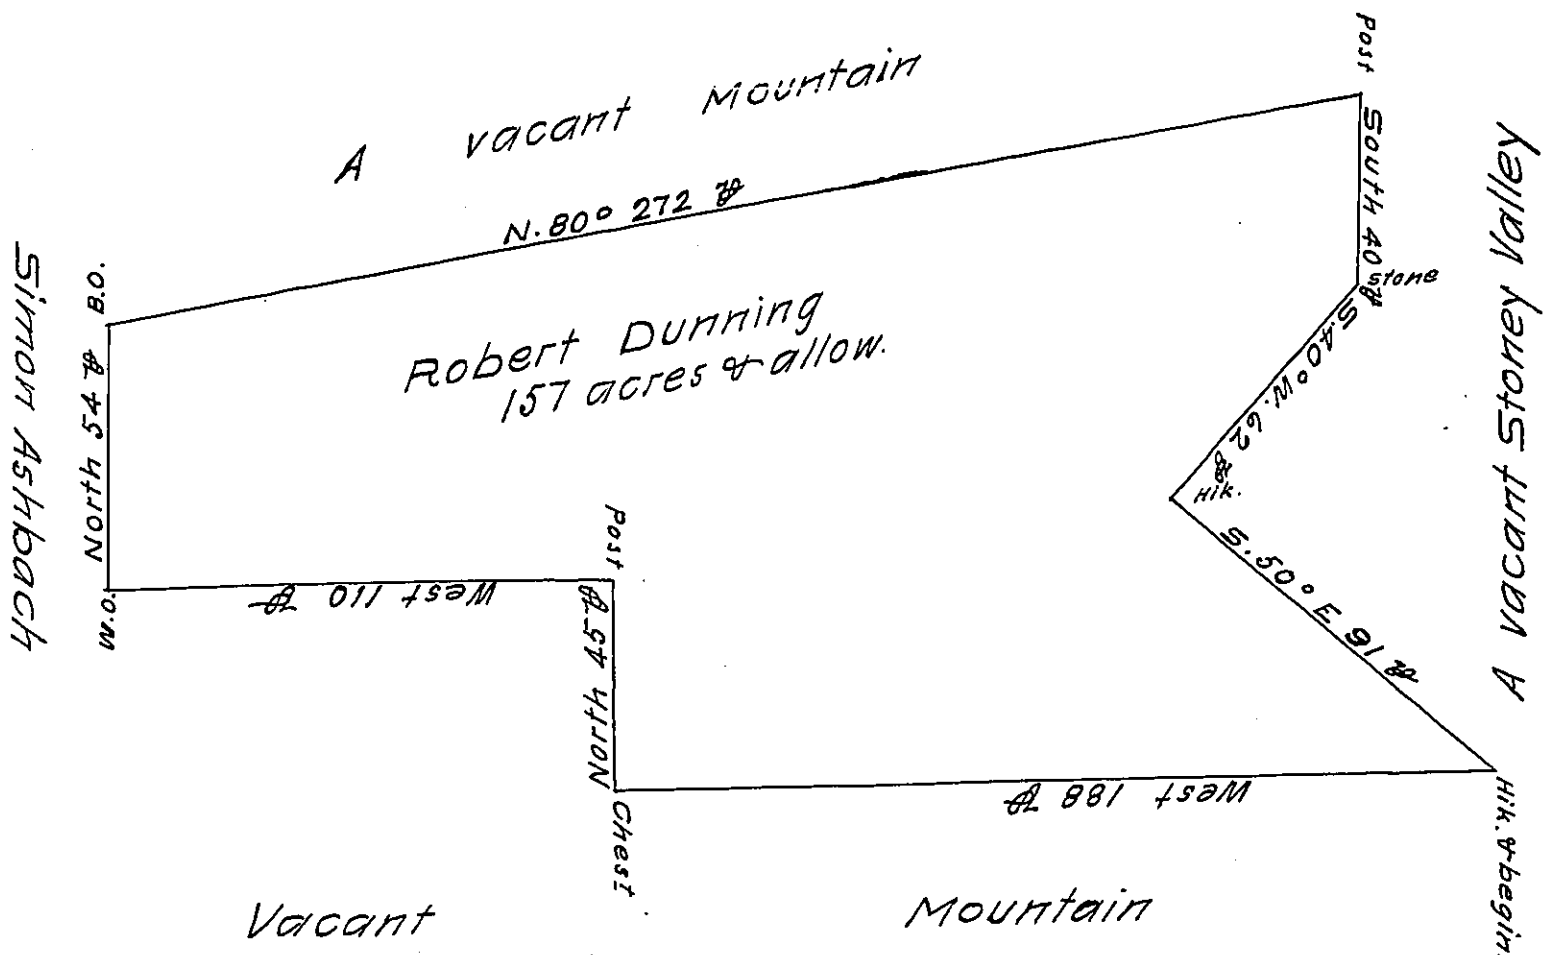 A vacant Mountain
Post
N. 80° 272 ⅌
South 40 ⅌
Stone
A vacant Stoney Valley
B.O.
Robert Dunning
157 acres & allow.
S. 40° W. 62 ⅌
Hik.
North 54 ⅌
Simon Ashbach
W.O.
West 110 ⅌
Post
S. 50° E 91 ⅌
North 45 ⅌
West 188 ⅌
Chest
Hik. & begin.
Vacant Mountain